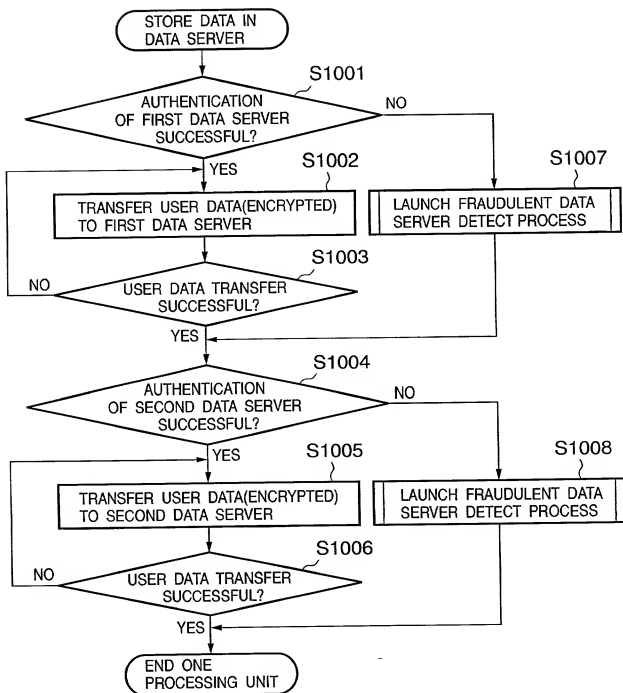 STORE DATA IN
DATA SERVER
S1001
AUTHENTICATION
OF FIRST DATA SERVER
SUCCESSFUL?
NO
YES
S1002
TRANSFER USER DATA(ENCRYPTED)
TO FIRST DATA SERVER
S1007
LAUNCH FRAUDULENT DATA
SERVER DETECT PROCESS
S1003
USER DATA TRANSFER
SUCCESSFUL?
NO
YES
S1004
AUTHENTICATION
OF SECOND DATA SERVER
SUCCESSFUL?
NO
YES
S1005
TRANSFER USER DATA(ENCRYPTED)
TO SECOND DATA SERVER
S1008
LAUNCH FRAUDULENT DATA
SERVER DETECT PROCESS
S1006
USER DATA TRANSFER
SUCCESSFUL?
NO
YES
END ONE
PROCESSING UNIT